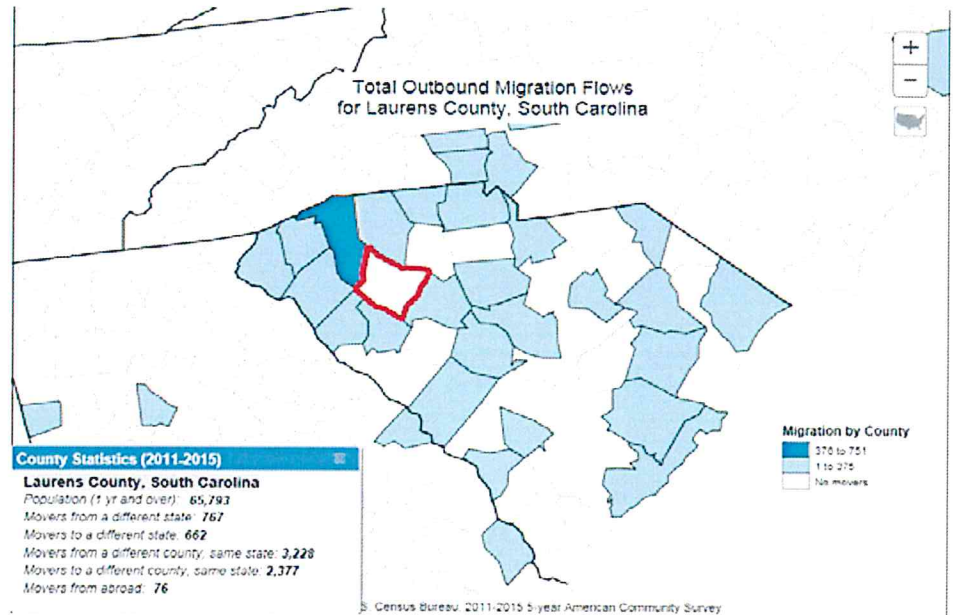 Total Outbound Migration Flows
for Laurens County, South Carolina
+
−
Migration by County
376 to 751
1 to 375
No movers
County Statistics (2011-2015)
Laurens County, South Carolina
Population (1 yr and over): 65,793
Movers from a different state: 767
Movers to a different state: 662
Movers from a different county, same state: 3,228
Movers to a different county, same state: 2,377
Movers from abroad: 76
S. Census Bureau, 2011-2015 5-year American Community Survey